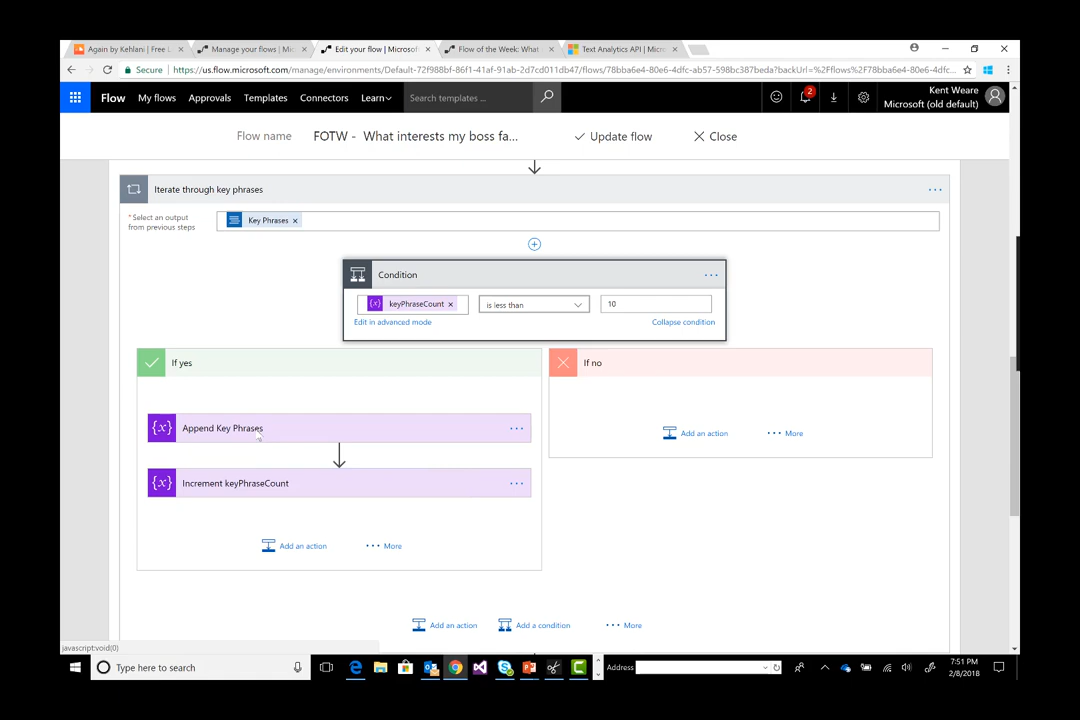 Again by Kehlani | Free L
Manage your flows | Mic
Edit your flow | Microsof
Flow of the Week: What
Text Analytics API | Micro
Secure
https://us.flow.microsoft.com/manage/environments/Default-72f988bf-86f1-41af-91ab-2d7cd011db47/flows/78bba6e4-80e6-4dfc-ab57-598bc387beda?backUrl=%2Fflows%2F78bba6e4-80e6-4dfc...
Flow
My flows
Approvals
Templates
Connectors
Learn
Search templates ...
2
Kent Weare
Microsoft (old default)
Flow name
FOTW - What interests my boss fa...
Update flow
Close
Iterate through key phrases
*Select an output
from previous steps
Key Phrases x
Condition
{x} keyPhraseCount x
is less than
10
Edit in advanced mode
Collapse condition
If yes
If no
{x} Append Key Phrases
Add an action
More
{x} Increment keyPhraseCount
Add an action
More
Add an action
Add a condition
More
javascript:void(0)
Type here to search
Address
7:51 PM
2/8/2018